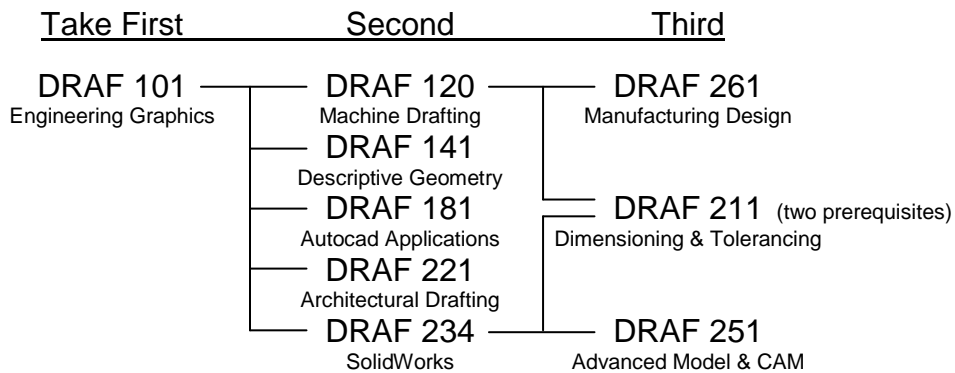 Take First Second Third
DRAF 101 DRAF 120 DRAF 261
Engineering Graphics Machine Drafting Manufacturing Design
DRAF 141
Descriptive Geometry
DRAF 181 DRAF 211 (two prerequisites)
Autocad Applications Dimensioning & Tolerancing
DRAF 221
Architectural Drafting
DRAF 234 DRAF 251
SolidWorks Advanced Model & CAM